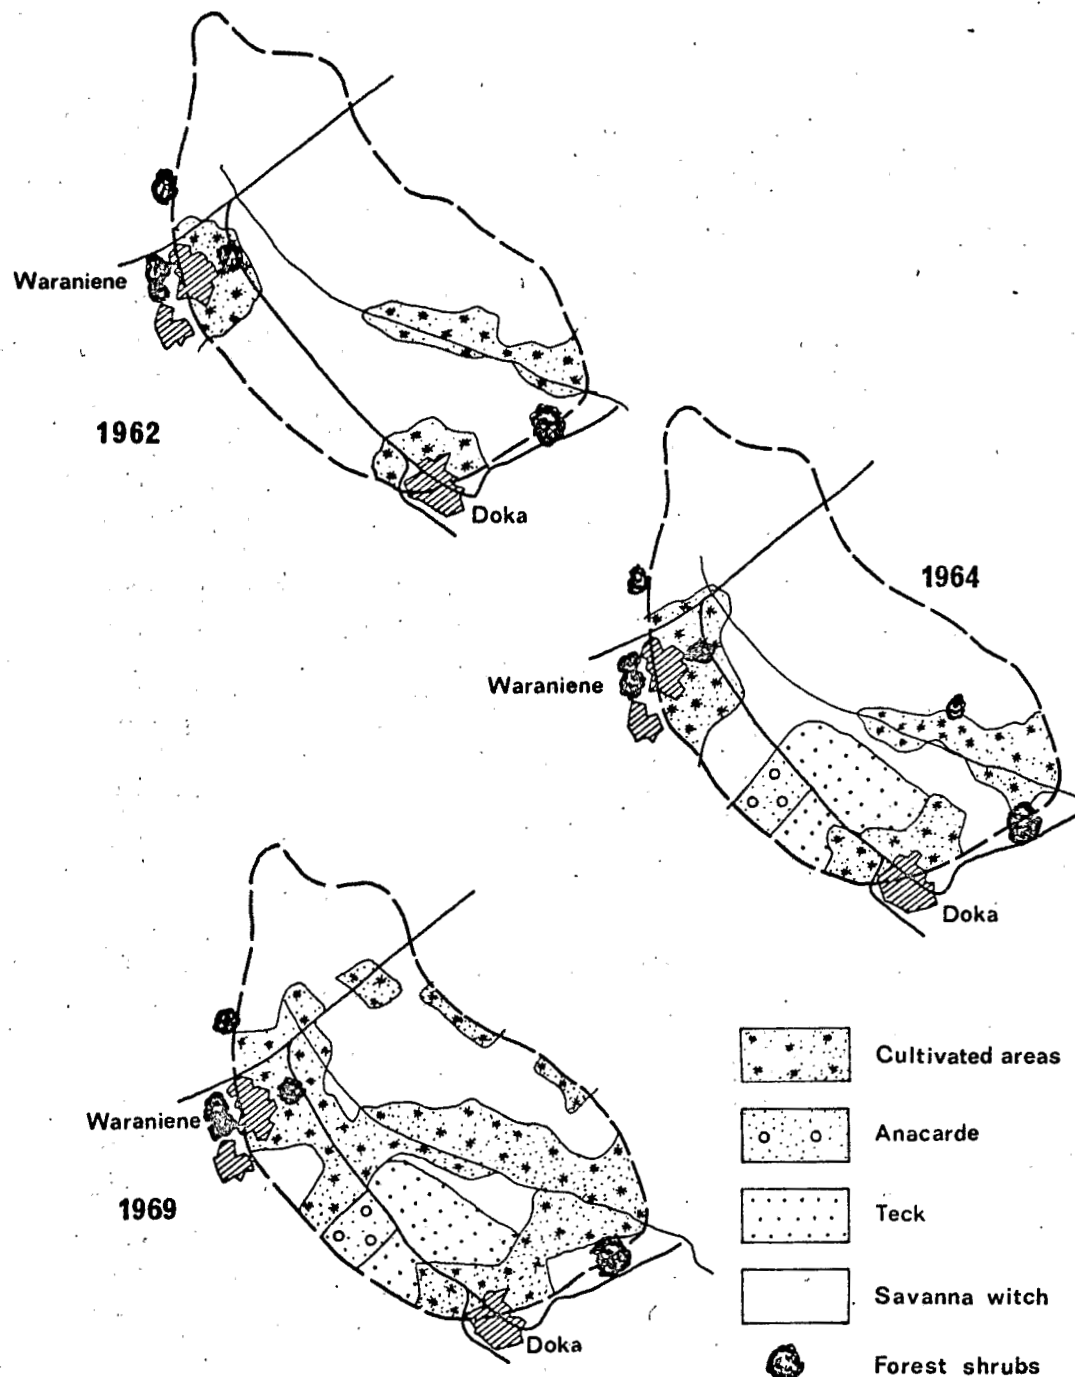 Waraniene
1962
Doka
1964
Waraniene
Doka
Waraniene
1969
Doka
Cultivated areas
Anacarde
Teck
Savanna witch
Forest shrubs